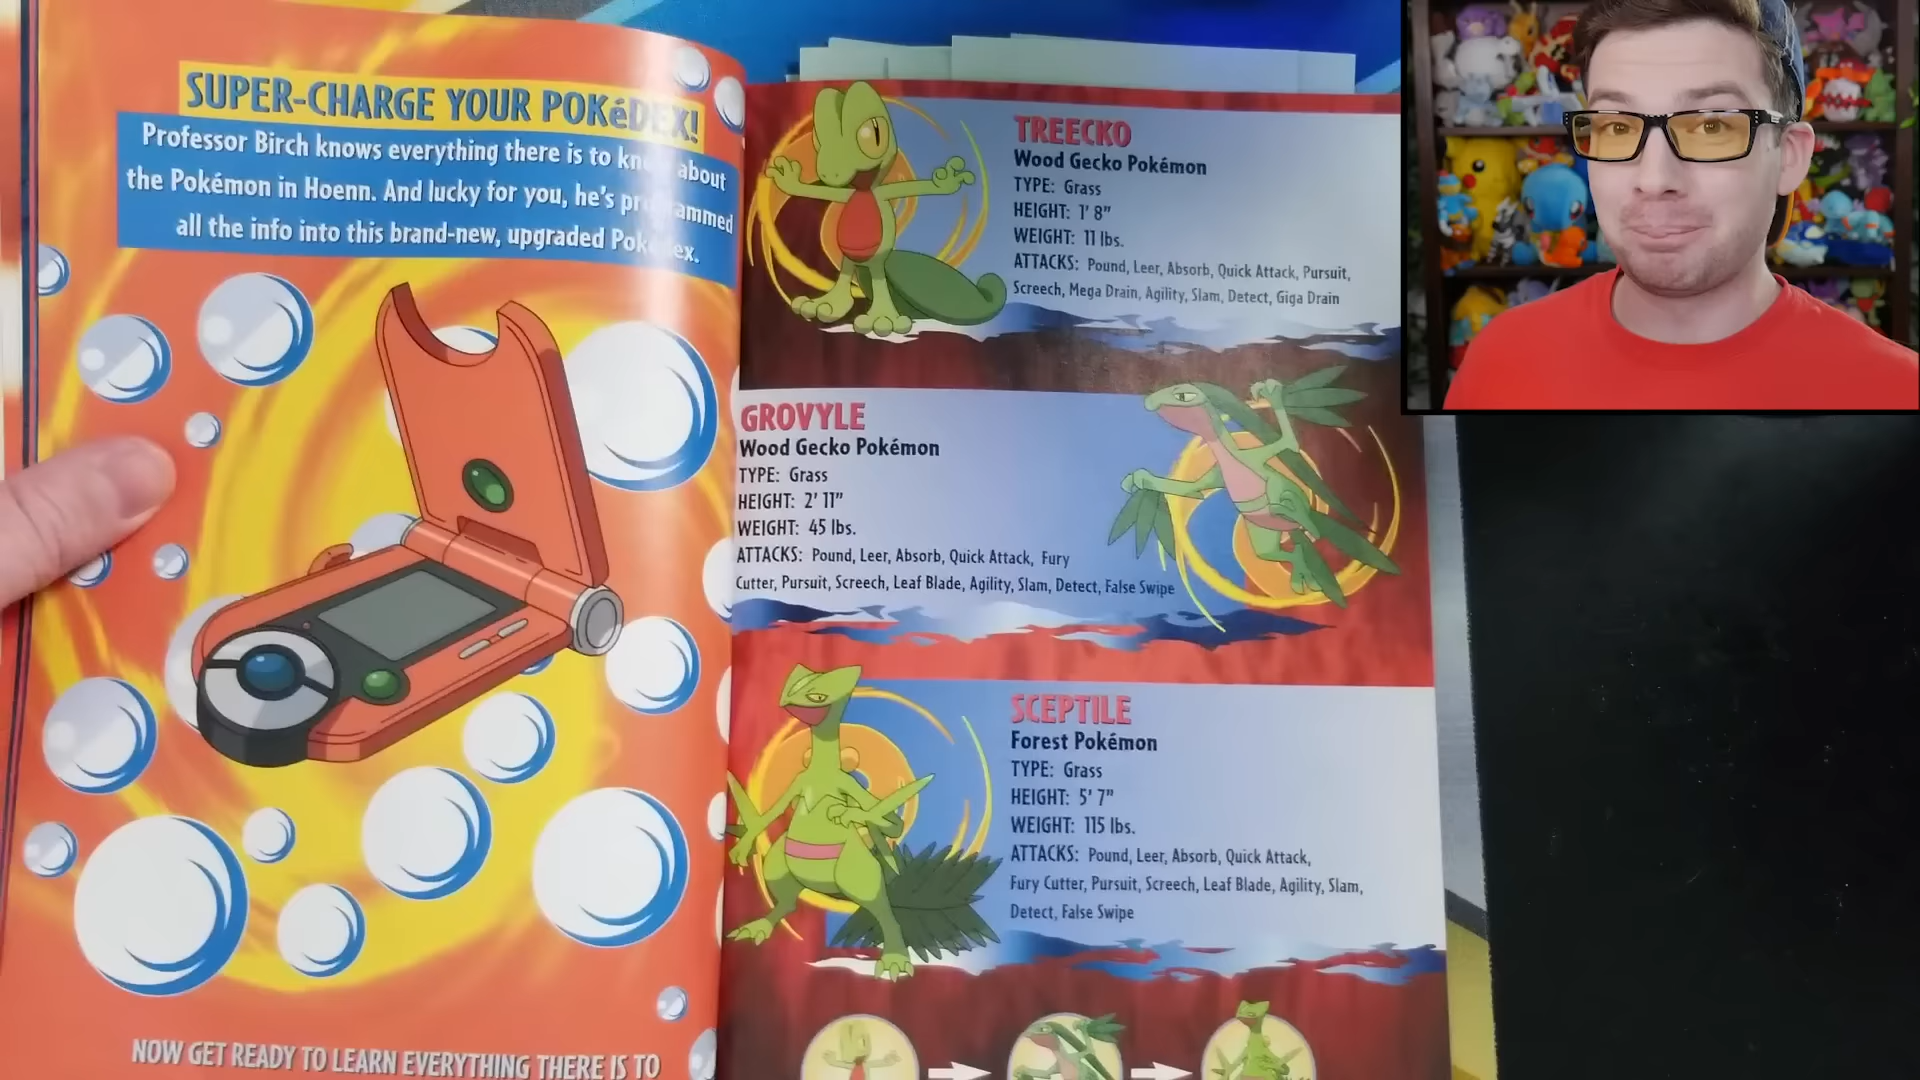 SUPER-CHARGE YOUR POKéDEX!
Professor Birch knows everything there is to about
the Pokémon in Hoenn. And lucky for you, he's
all the info into this brand-new, upgraded
NOW GET READY TO LEARN EVERYTHING THERE IS TO
TREECKO
Wood Gecko Pokémon
TYPE: Grass
HEIGHT: 1' 8"
WEIGHT: 11 lbs.
ATTACKS: Pound, Leer, Absorb, Quick Attack, Pursuit,
Screech, Mega Drain, Agility, Slam, Detect, Giga Drain
GROVYLE
Wood Gecko Pokémon
TYPE: Grass
HEIGHT: 2' 11"
WEIGHT: 45 lbs.
ATTACKS: Pound, Leer, Absorb, Quick Attack, Fury
Cutter, Pursuit, Screech, Leaf Blade, Agility, Slam, Detect, False Swipe
SCEPTILE
Forest Pokémon
TYPE: Grass
HEIGHT: 5' 7"
WEIGHT: 115 lbs.
ATTACKS: Pound, Leer, Absorb, Quick Attack,
Fury Cutter, Pursuit, Screech, Leaf Blade, Agility, Slam,
Detect, False Swipe